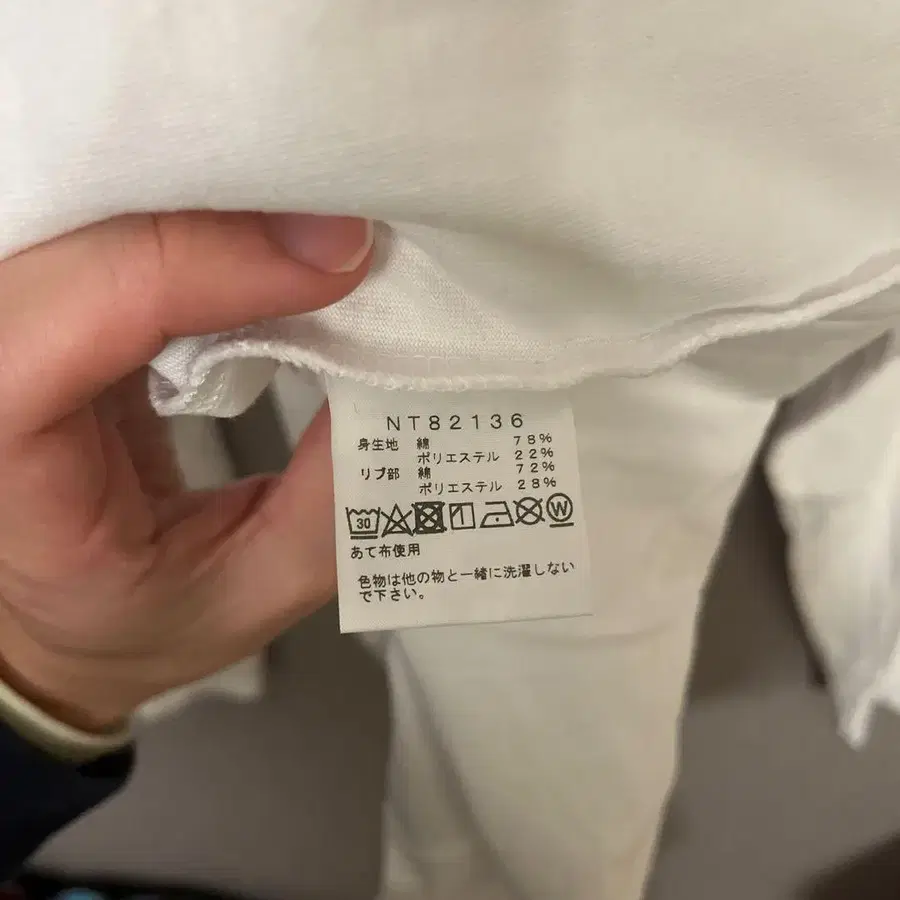 NT82136
身生地 綿 78%
ポリエステル 22%
リブ部 綿 72%
ポリエステル 28%
30 W
あて布使用
色物は他の物と一緒に洗濯しない
で下さい。